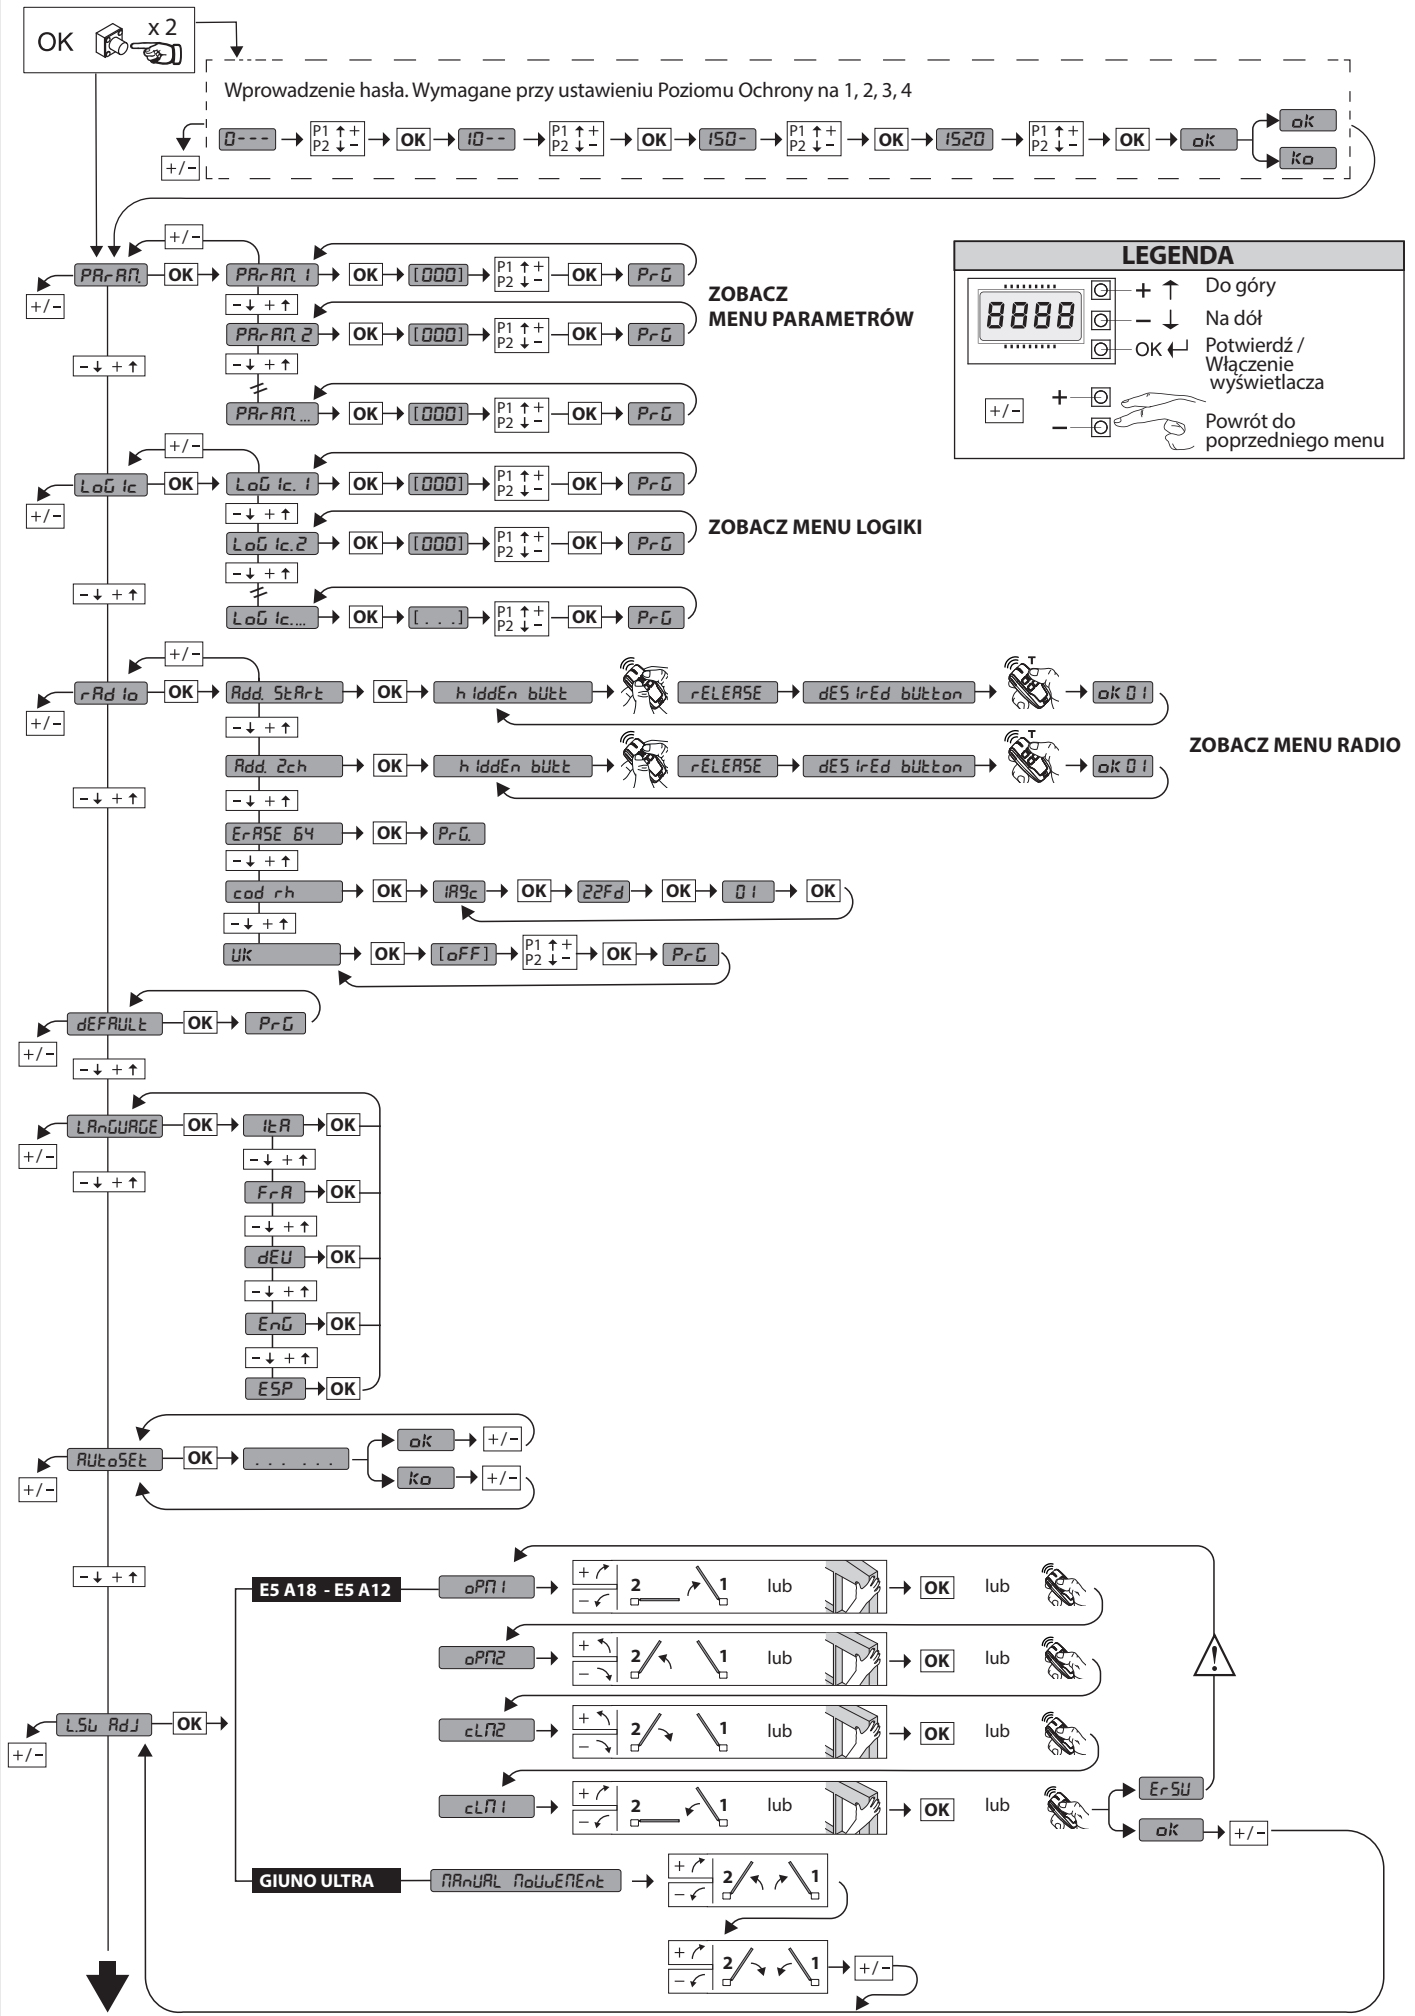 OK x 2
Wprowadzenie hasła. Wymagane przy ustawieniu Poziomu Ochrony na 1, 2, 3, 4
+/- 0--- P1 ↑ + P2 ↓ − OK 10-- P1 ↑ + P2 ↓ − OK 150- P1 ↑ + P2 ↓ − OK 1520 P1 ↑ + P2 ↓ − OK oK
oK
Ko
+/-
+/- PArAM. OK PArAM. 1 OK [000] P1 ↑ + P2 ↓ − OK PrG
− ↓ + ↑
PArAM. 2 OK [000] P1 ↑ + P2 ↓ − OK PrG
− ↓ + ↑
PArAM. ... OK [000] P1 ↑ + P2 ↓ − OK PrG
ZOBACZ
MENU PARAMETRÓW
− ↓ + ↑
LEGENDA
8888
+ ↑ Do góry
− ↓ Na dół
OK Potwierdź /
Włączenie
wyświetlacza
+/- + −
Powrót do
poprzedniego menu
+/-
+/- LoGIc OK LoGIc. 1 OK [000] P1 ↑ + P2 ↓ − OK PrG
− ↓ + ↑
LoGIc.2 OK [000] P1 ↑ + P2 ↓ − OK PrG
− ↓ + ↑
LoGIc.... OK [...] P1 ↑ + P2 ↓ − OK PrG
ZOBACZ MENU LOGIKI
− ↓ + ↑
+/-
+/- rAdIo OK Add. StArt OK hIddEn bUtt rELEASE dESIrEd bUtton T oK 01
− ↓ + ↑
Add. 2ch OK hIddEn bUtt rELEASE dESIrEd bUtton T oK 01
ZOBACZ MENU RADIO
− ↓ + ↑
− ↓ + ↑
ErASE 64 OK PrG.
− ↓ + ↑
cod rh OK 1A9c OK 22Fd OK 01 OK
− ↓ + ↑
UK OK [oFF] P1 ↑ + P2 ↓ − OK PrG
+/- dEFAULt OK PrG
− ↓ + ↑
+/- LAnGUAGE OK ItA OK
− ↓ + ↑
− ↓ + ↑
FrA OK
− ↓ + ↑
dEU OK
− ↓ + ↑
EnG OK
− ↓ + ↑
ESP OK
+/- AUtoSEt OK ... ...
oK +/-
Ko +/-
− ↓ + ↑
E5 A18 - E5 A12 oPM1 + − 2 1 lub OK lub
oPM2 + − 2 1 lub OK lub
!
+/- L.SW AdJ OK
cLM2 + − 2 1 lub OK lub
cLM1 + − 2 1 lub OK lub
ErSW
oK +/-
GIUNO ULTRA MAnUAL MoUvEMEnt + − 2 1
+ − 2 1 +/-